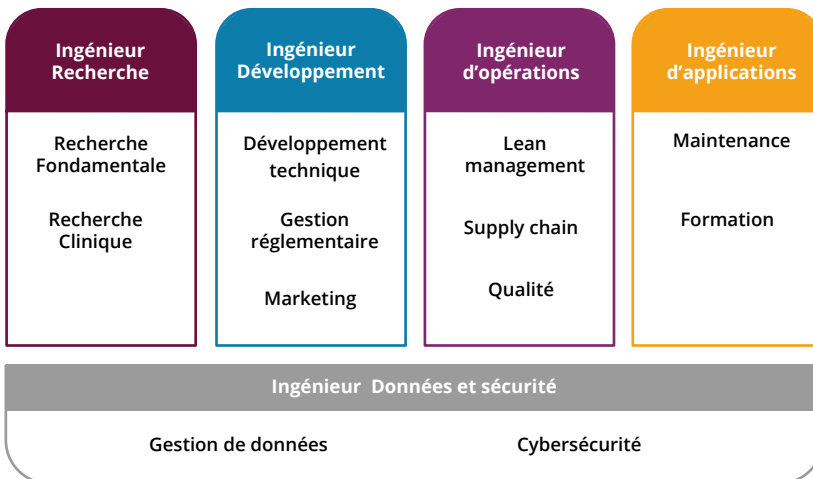 Ingénieur
Recherche
Recherche
Fondamentale
Recherche
Clinique
Ingénieur
Développement
Développement
technique
Gestion
réglementaire
Marketing
Ingénieur
d'opérations
Lean
management
Supply chain
Qualité
Ingénieur
d'applications
Maintenance
Formation
Ingénieur Données et sécurité
Gestion de données
Cybersécurité